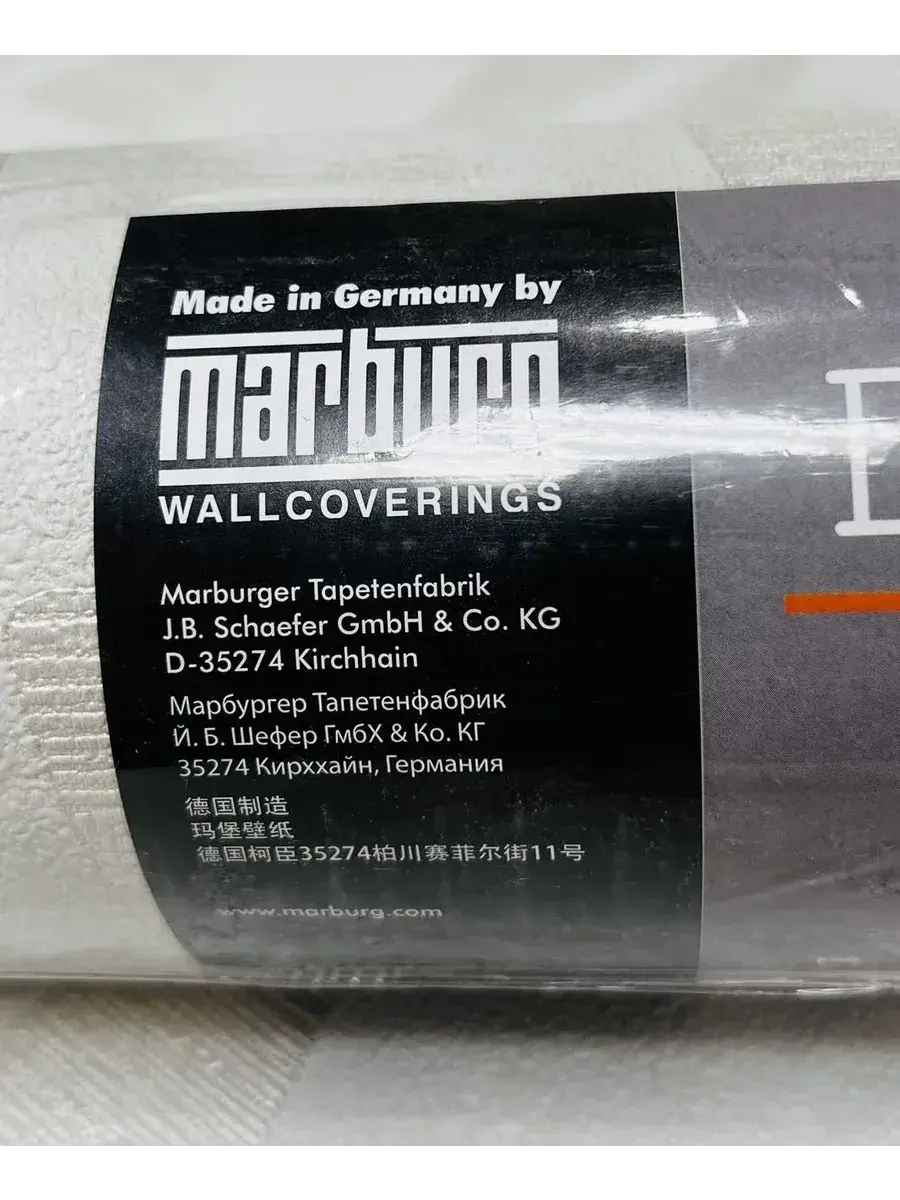 Made in Germany by
marburg
WALLCOVERINGS
Marburger Tapetenfabrik
J.B. Schaefer GmbH & Co. KG
D-35274 Kirchhain
Марбургер Тапетенфабрик
Й. Б. Шефер ГмбХ & Ко. КГ
35274 Кирххайн, Германия
德国制造
玛堡壁纸
德国柯臣35274柏川赛菲尔街11号
www.marburg.com